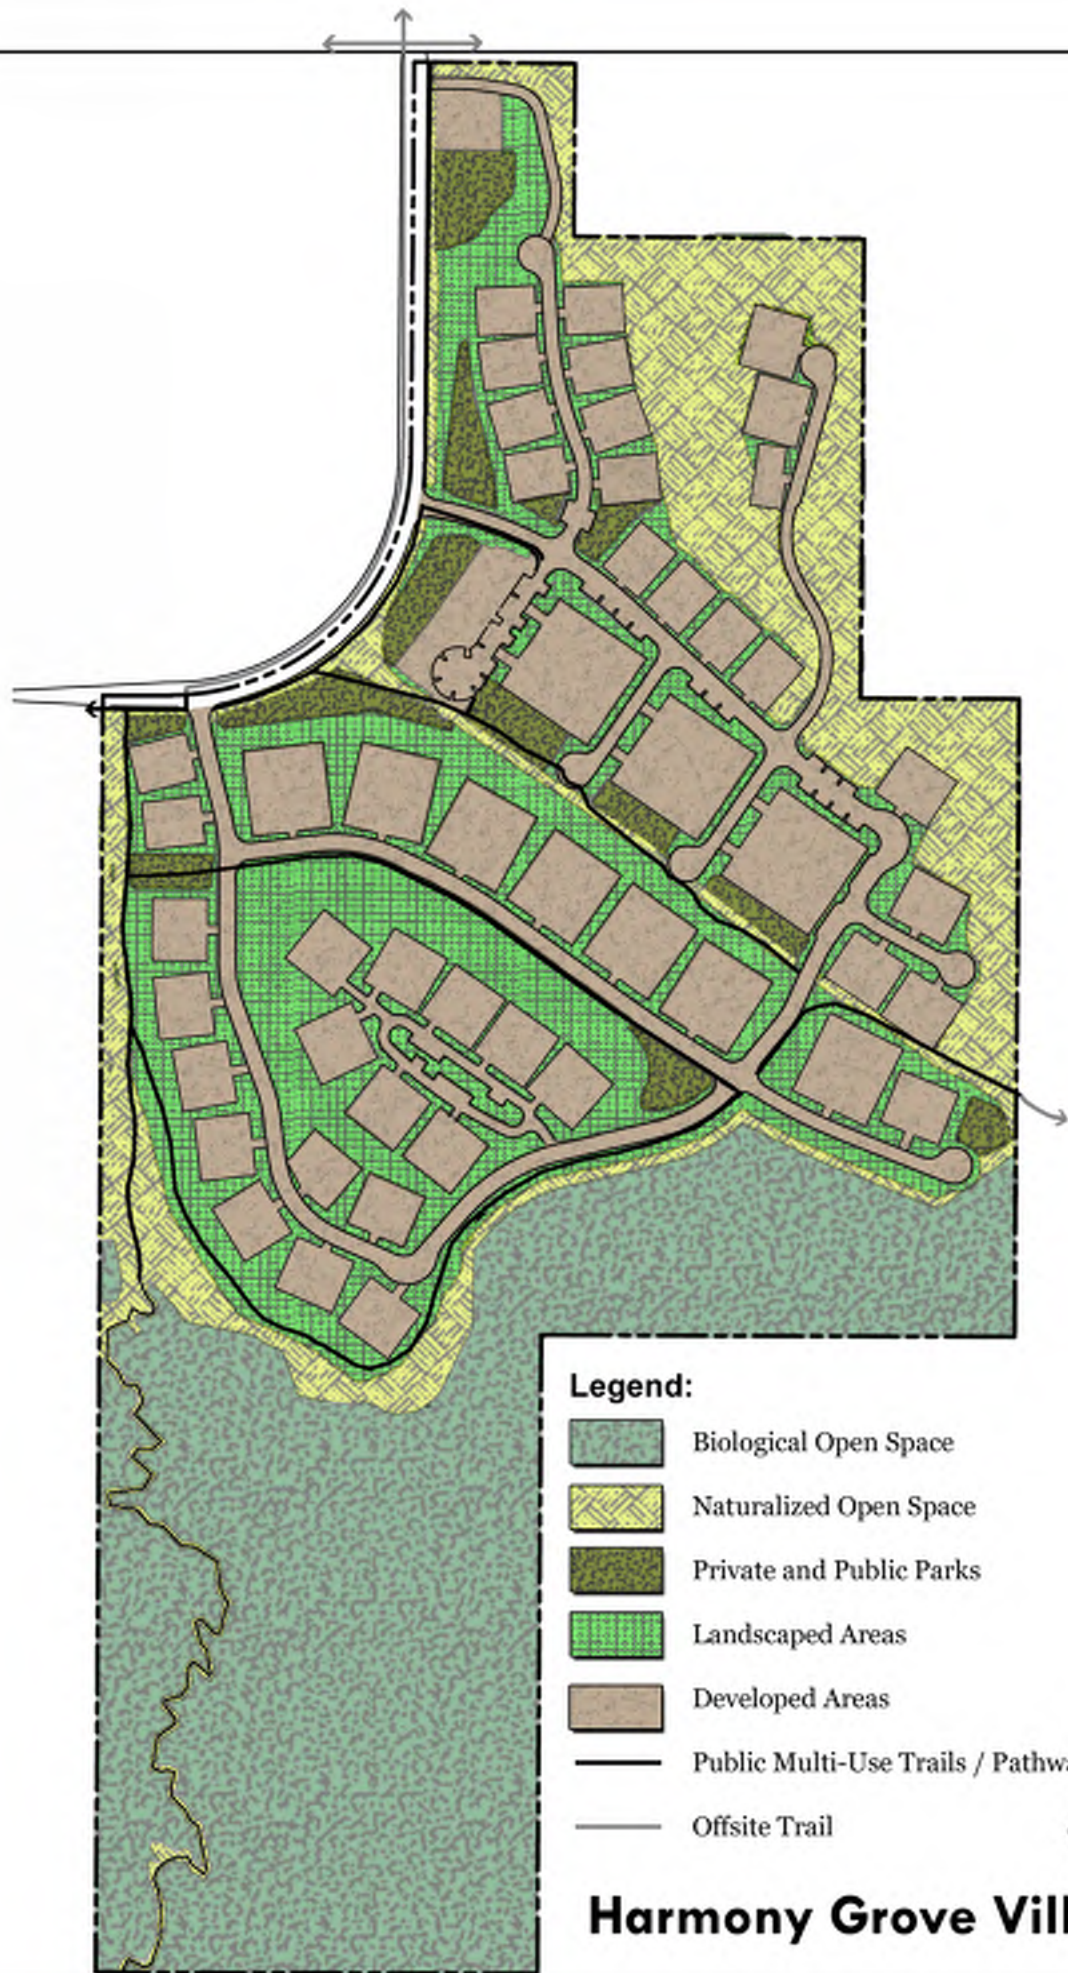 Legend:
Biological Open Space
Naturalized Open Space
Private and Public Parks
Landscaped Areas
Developed Areas
Public Multi-Use Trails / Pathwa
Offsite Trail
Harmony Grove Vill